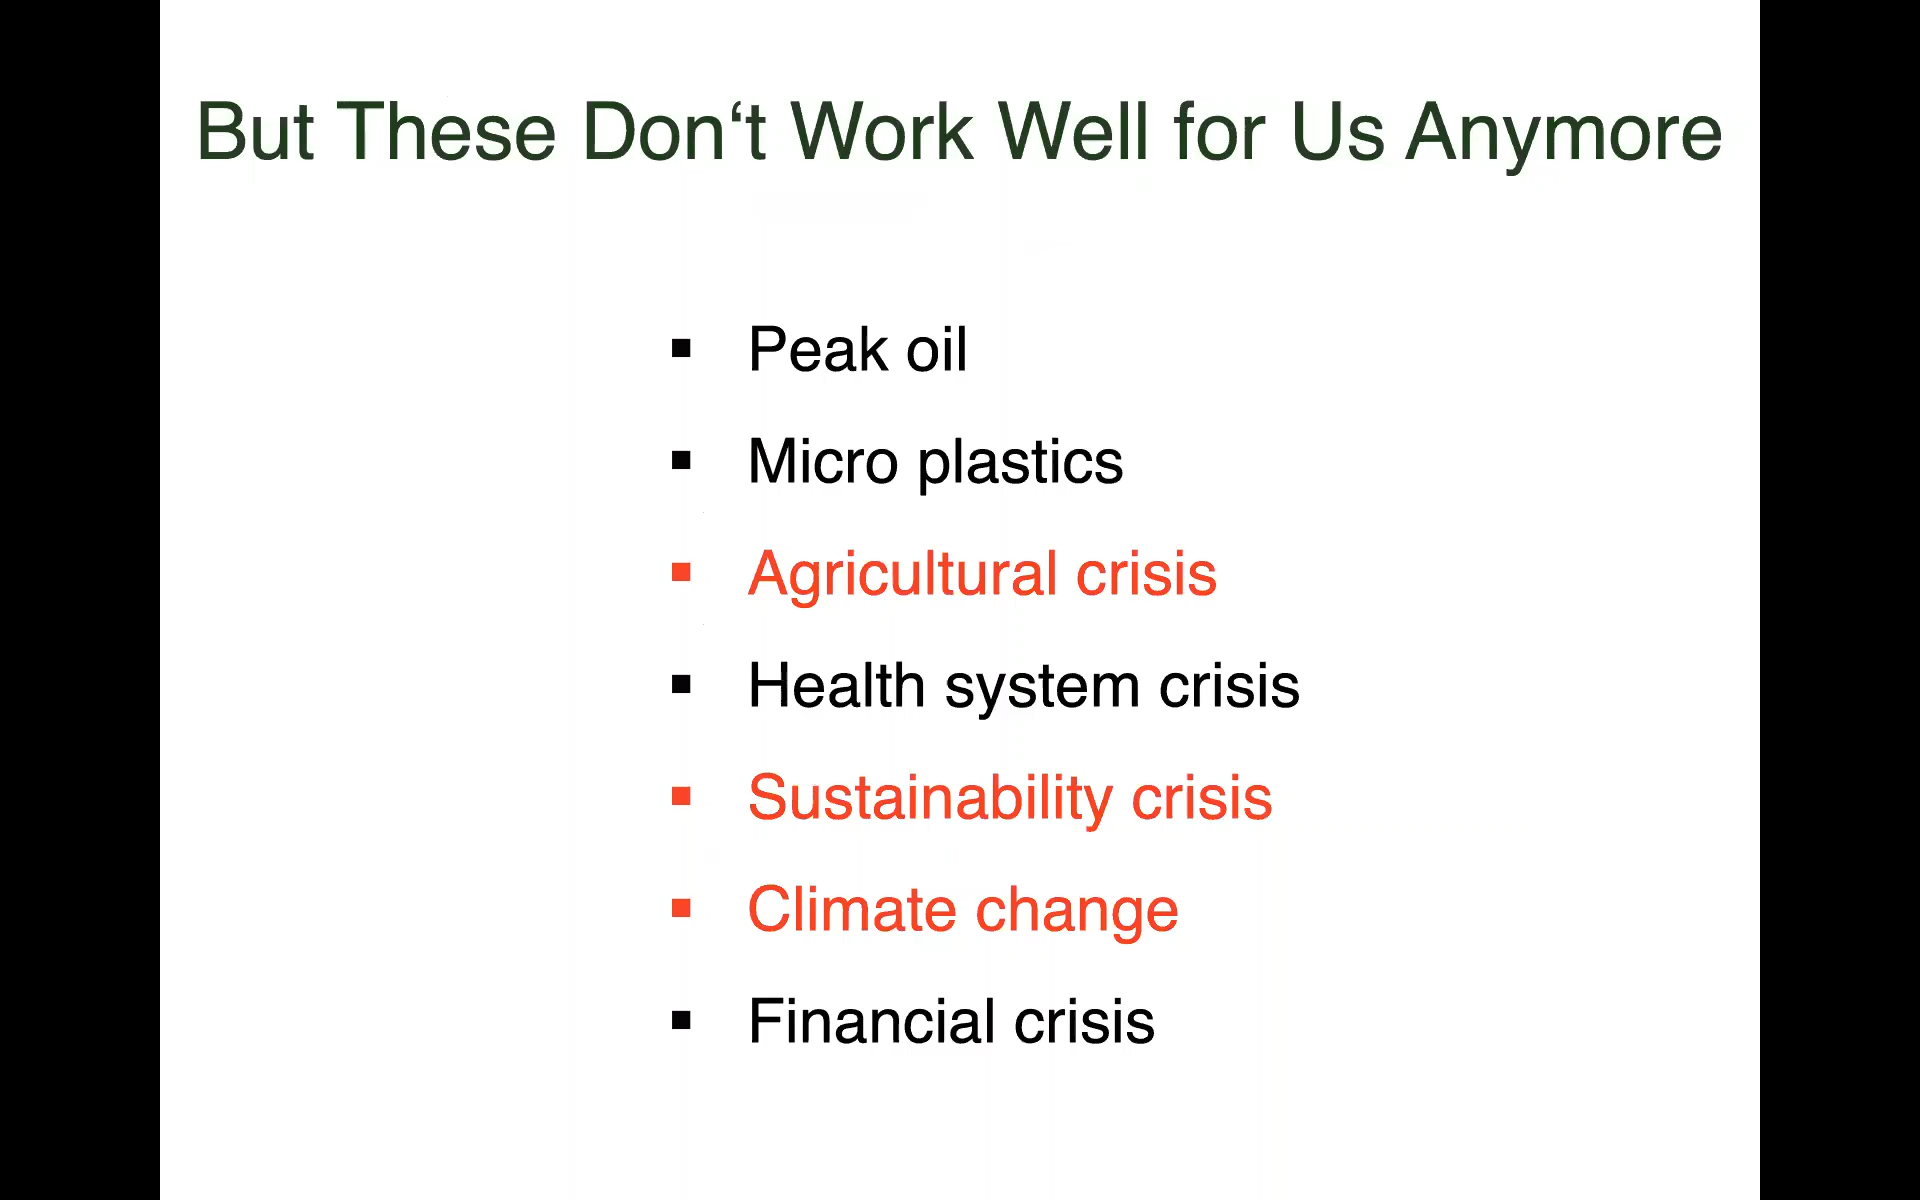 But These Don‘t Work Well for Us Anymore
▪ Peak oil
▪ Micro plastics
▪ Agricultural crisis
▪ Health system crisis
▪ Sustainability crisis
▪ Climate change
▪ Financial crisis